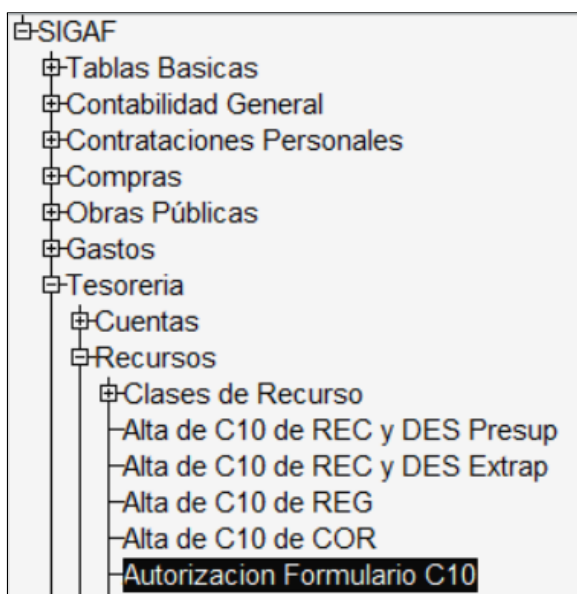 SIGAF
Tablas Basicas
Contabilidad General
Contrataciones Personales
Compras
Obras Públicas
Gastos
Tesoreria
Cuentas
Recursos
Clases de Recurso
Alta de C10 de REC y DES Presup
Alta de C10 de REC y DES Extrap
Alta de C10 de REG
Alta de C10 de COR
Autorizacion Formulario C10